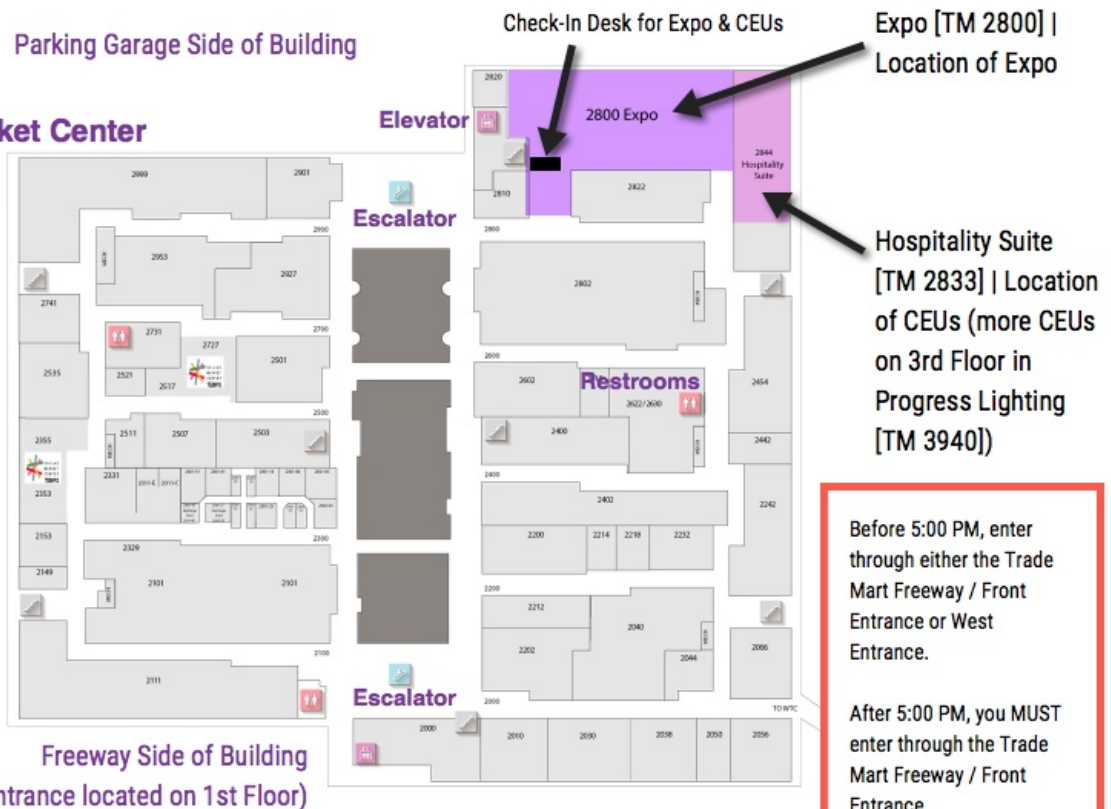 Check-In Desk for Expo & CEUs
Expo [TM 2800] |
Location of Expo
Parking Garage Side of Building
ket Center
Elevator
Escalator
2820
2800 Expo
2844
Hospitality
Suite
2810
2822
2800
2999
2901
2900
2953
2927
2802
2741
2700
2731
2727
2501
2535
2521
2517
2600
2602
Restrooms
2622/2630
2454
2500
2511
2507
2503
2400
2442
2355
2331
2911-E
2911-C
2353
2400
2402
2242
2153
2300
2200
2214
2218
2232
2329
2149
2101
2101
2200
2212
2040
2202
2044
2066
2100
2111
Escalator
2000
TO WTC
2000
2010
2030
2038
2050
2056
Hospitality Suite
[TM 2833] | Location
of CEUs (more CEUs
on 3rd Floor in
Progress Lighting
[TM 3940])
Before 5:00 PM, enter
through either the Trade
Mart Freeway / Front
Entrance or West
Entrance.
After 5:00 PM, you MUST
enter through the Trade
Mart Freeway / Front
Entrance
Freeway Side of Building
ntrance located on 1st Floor)